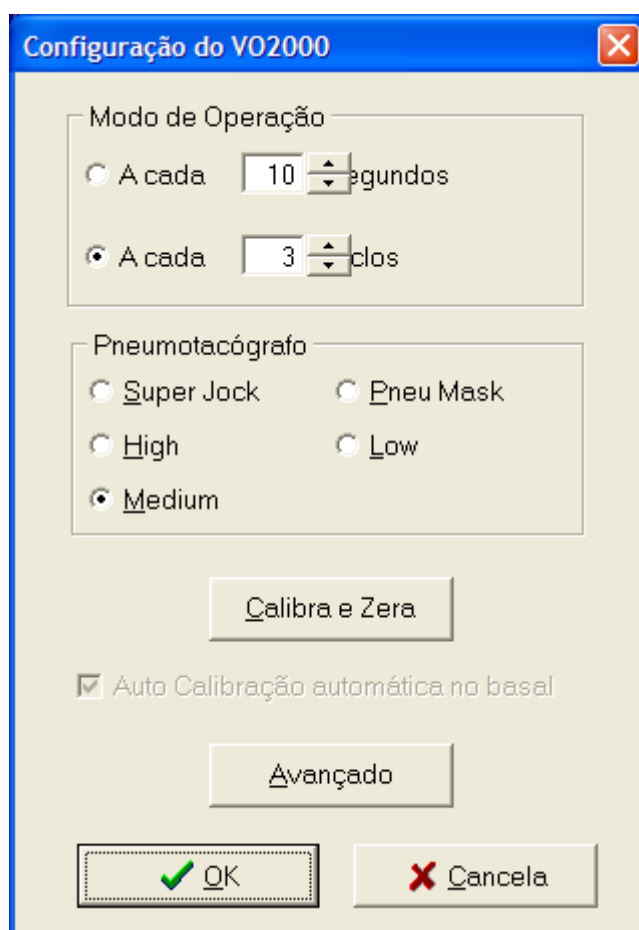 Configuração do VO2000
Modo de Operação
A cada 10 egundos
A cada 3 clos
Pneumotacógrafo
Super Jock Pneu Mask
High Low
Medium
Calibra e Zera
Auto Calibração automática no basal
Avançado
OK Cancela